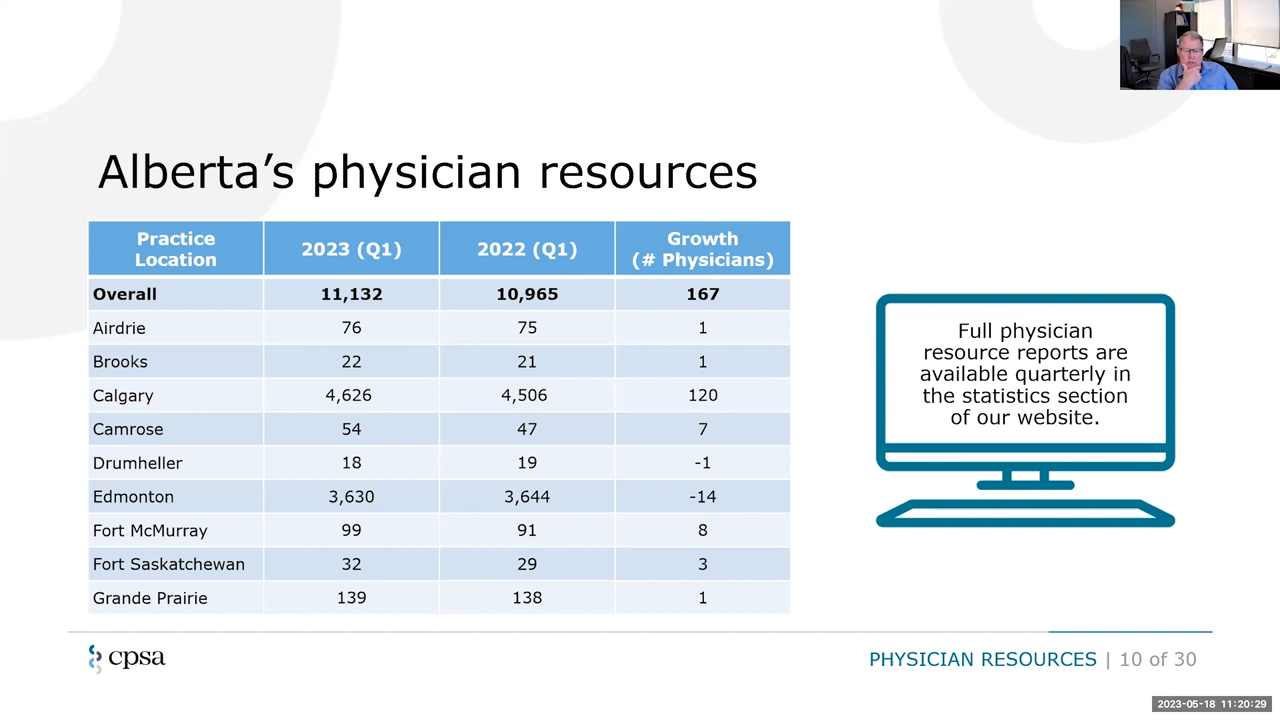 Alberta's physician resources
Practice Location | 2023 (Q1) | 2022 (Q1) | Growth (# Physicians)
Overall | 11,132 | 10,965 | 167
Airdrie | 76 | 75 | 1
Brooks | 22 | 21 | 1
Calgary | 4,626 | 4,506 | 120
Camrose | 54 | 47 | 7
Drumheller | 18 | 19 | -1
Edmonton | 3,630 | 3,644 | -14
Fort McMurray | 99 | 91 | 8
Fort Saskatchewan | 32 | 29 | 3
Grande Prairie | 139 | 138 | 1
Full physician
resource reports are
available quarterly in
the statistics section
of our website.
cpsa
PHYSICIAN RESOURCES | 10 of 30
2023-05-18 11:20:29